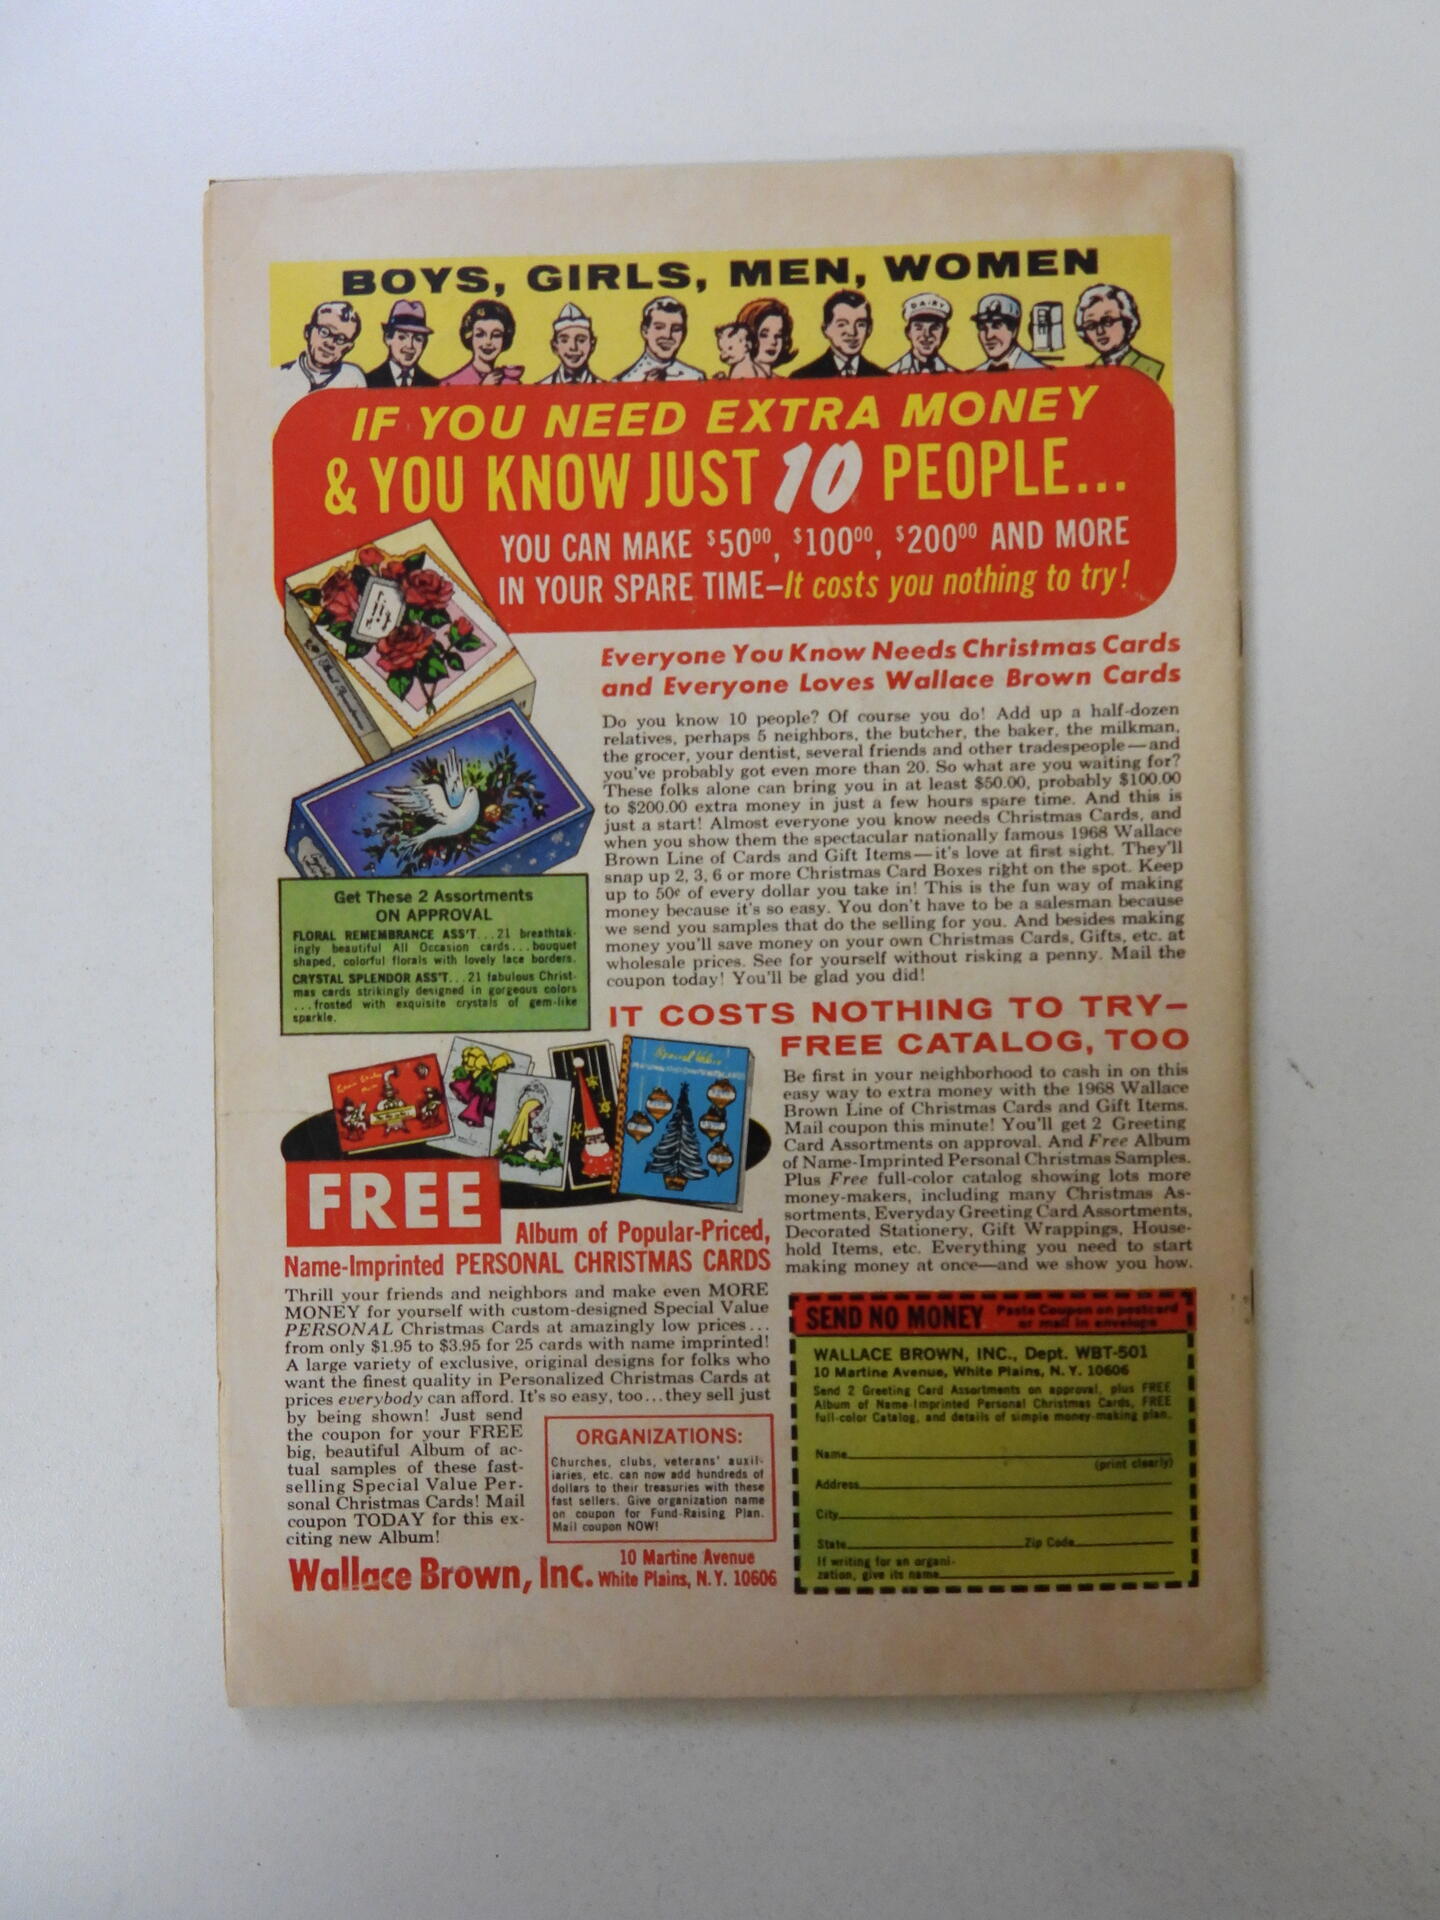 BOYS, GIRLS, MEN, WOMEN
DAIRY
IF YOU NEED EXTRA MONEY
& YOU KNOW JUST 10 PEOPLE...
YOU CAN MAKE $50⁰⁰, $100⁰⁰, $200⁰⁰ AND MORE
IN YOUR SPARE TIME–It costs you nothing to try!
Everyone You Know Needs Christmas Cards
and Everyone Loves Wallace Brown Cards
Do you know 10 people? Of course you do! Add up a half-dozen
relatives, perhaps 5 neighbors, the butcher, the baker, the milkman,
the grocer, your dentist, several friends and other tradespeople—and
you've probably got even more than 20. So what are you waiting for?
These folks alone can bring you in at least $50.00, probably $100.00
to $200.00 extra money in just a few hours spare time. And this is
just a start! Almost everyone you know needs Christmas Cards, and
when you show them the spectacular nationally famous 1968 Wallace
Brown Line of Cards and Gift Items—it's love at first sight. They'll
snap up 2, 3, 6 or more Christmas Card Boxes right on the spot. Keep
up to 50¢ of every dollar you take in! This is the fun way of making
money because it's so easy. You don't have to be a salesman because
we send you samples that do the selling for you. And besides making
money you'll save money on your own Christmas Cards, Gifts, etc. at
wholesale prices. See for yourself without risking a penny. Mail the
coupon today! You'll be glad you did!
Get These 2 Assortments
ON APPROVAL
FLORAL REMEMBRANCE ASS'T...21 breathtak-
ingly beautiful All Occasion cards...bouquet
shaped, colorful florals with lovely lace borders.
CRYSTAL SPLENDOR ASS'T...21 fabulous Christ-
mas cards strikingly designed in gorgeous colors
...frosted with exquisite crystals of gem-like
sparkle.
IT COSTS NOTHING TO TRY–
FREE CATALOG, TOO
Be first in your neighborhood to cash in on this
easy way to extra money with the 1968 Wallace
Brown Line of Christmas Cards and Gift Items.
Mail coupon this minute! You'll get 2 Greeting
Card Assortments on approval. And Free Album
of Name-Imprinted Personal Christmas Samples.
Plus Free full-color catalog showing lots more
money-makers, including many Christmas As-
sortments, Everyday Greeting Card Assortments,
Decorated Stationery, Gift Wrappings, House-
hold Items, etc. Everything you need to start
making money at once—and we show you how.
Special Value
FREE
Album of Popular-Priced,
Name-Imprinted PERSONAL CHRISTMAS CARDS
Thrill your friends and neighbors and make even MORE
MONEY for yourself with custom-designed Special Value
PERSONAL Christmas Cards at amazingly low prices...
from only $1.95 to $3.95 for 25 cards with name imprinted!
A large variety of exclusive, original designs for folks who
want the finest quality in Personalized Christmas Cards at
prices everybody can afford. It's so easy, too...they sell just
by being shown! Just send
the coupon for your FREE
big, beautiful Album of ac-
tual samples of these fast-
selling Special Value Per-
sonal Christmas Cards! Mail
coupon TODAY for this ex-
citing new Album!
ORGANIZATIONS:
Churches, clubs, veterans' auxil-
iaries, etc. can now add hundreds of
dollars to their treasuries with these
fast sellers. Give organization name
on coupon for Fund-Raising Plan.
Mail coupon NOW!
Wallace Brown, Inc. 10 Martine Avenue
White Plains, N.Y. 10606
SEND NO MONEY Paste Coupon on postcard
or mail in envelope
WALLACE BROWN, INC., Dept. WBT-501
10 Martine Avenue, White Plains, N. Y. 10606
Send 2 Greeting Card Assortments on approval, plus FREE
Album of Name-Imprinted Personal Christmas Cards, FREE
full-color Catalog, and details of simple money-making plan.
Name
(print clearly)
Address
City
State Zip Code
If writing for an organi-
zation, give its name